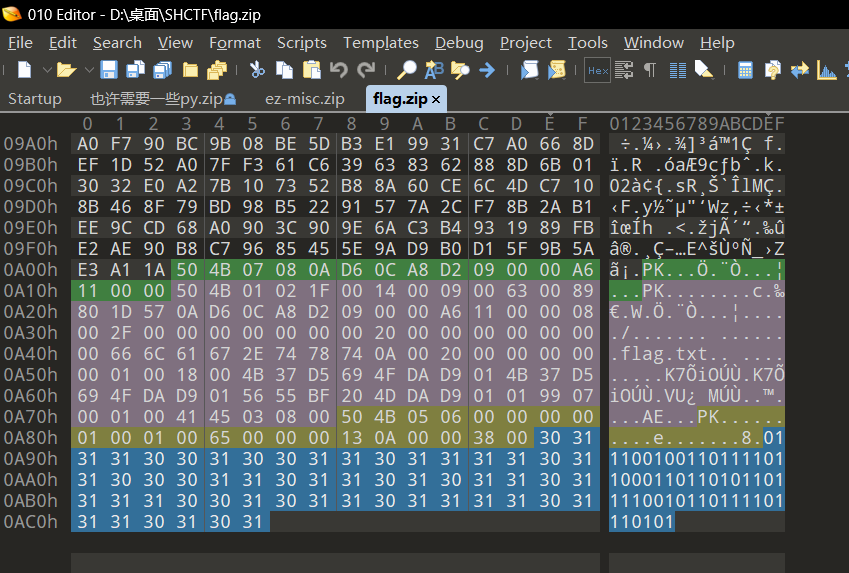 010 Editor - D:\桌面\SHCTF\flag.zip
File Edit Search View Format Scripts Templates Debug Project Tools Window Help
Hex
Startup 也许需要一些py.zip ez-misc.zip flag.zip ×
0 1 2 3 4 5 6 7 8 9 A B C D E F 0123456789ABCDEF
09A0h A0 F7 90 BC 9B 08 BE 5D B3 E1 99 31 C7 A0 66 8D  ÷.¼›.¾]³á™1Ç f.
09B0h EF 1D 52 A0 7F F3 61 C6 39 63 83 62 88 8D 6B 01 ï.R .óaÆ9cƒbˆ.k.
09C0h 30 32 E0 A2 7B 10 73 52 B8 8A 60 CE 6C 4D C7 10 02à¢{.sR¸Š`ÎlMÇ.
09D0h 8B 46 8F 79 BD 98 B5 22 91 57 7A 2C F7 8B 2A B1 ‹F.y½˜µ"‘Wz,÷‹*±
09E0h EE 9C CD 68 A0 03 3C 90 9E 6A C3 B4 93 19 89 FB îœÍh .<.žjÃ´“.‰û
09F0h E2 AE 90 B8 C7 96 85 45 5E 9A D9 B0 D1 5F 9B 5A â®.¸Ç–…E^šÙ°Ñ_›Z
0A00h E3 A1 1A 50 4B 07 08 0A D6 0C A8 D2 09 00 00 A6 ã¡.PK...Ö.¨Ò...¦
0A10h 11 00 00 50 4B 01 02 1F 00 14 00 09 00 63 00 89 ...PK........c.‰
0A20h 80 1D 57 0A D6 0C A8 D2 09 00 00 A6 11 00 00 08 €.W.Ö.¨Ò...¦....
0A30h 00 2F 00 00 00 00 00 00 00 20 00 00 00 00 00 00 ./....... ......
0A40h 00 66 6C 61 67 2E 74 78 74 0A 00 20 00 00 00 00 .flag.txt.. ....
0A50h 00 01 00 18 00 4B 37 D5 69 4F DA D9 01 4B 37 D5 .....K7ÕiOÚÙ.K7Õ
0A60h 69 4F DA D9 01 56 55 BF 20 4D DA D9 01 01 99 07 iOÚÙ.VU¿ MÚÙ..™.
0A70h 00 01 00 41 45 03 08 00 50 4B 05 06 00 00 00 00 ...AE...PK......
0A80h 01 00 01 00 65 00 00 00 13 0A 00 00 38 00 30 31 ....e.......8.01
0A90h 31 31 30 30 31 30 30 31 31 30 31 31 31 31 30 31 1100100110111101
0AA0h 31 30 30 30 31 31 30 31 30 31 31 30 31 31 30 31 1000110101101101
0AB0h 31 31 31 30 30 31 30 31 31 30 31 31 31 31 30 31 1110010110111101
0AC0h 31 31 30 31 30 31 110101